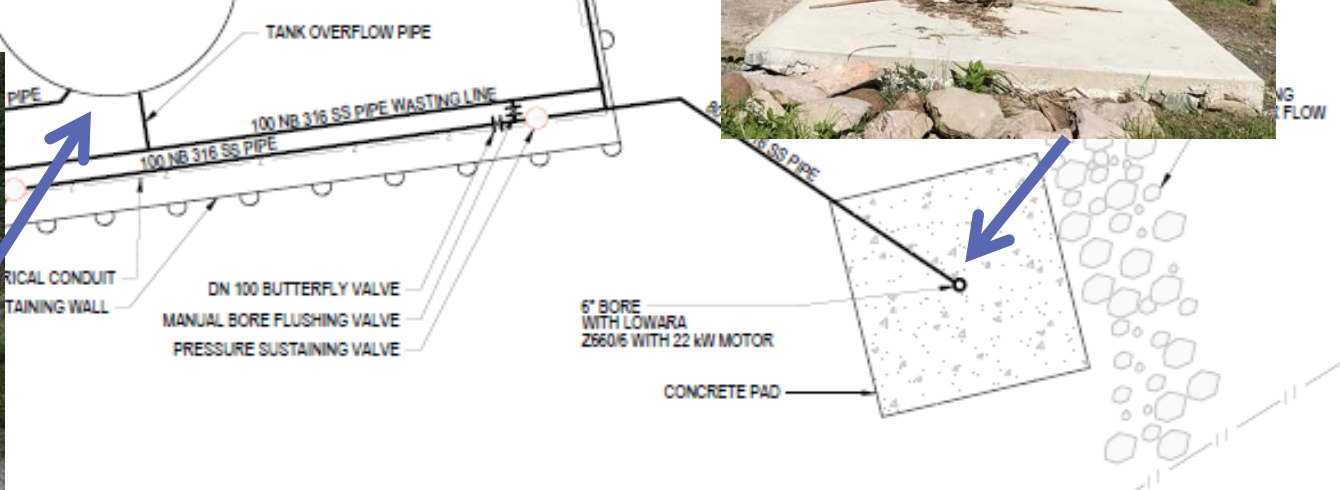 TANK OVERFLOW PIPE
PIPE
100 NB 316 SS PIPE WASTING LINE
100 NB 316 SS PIPE
SS PIPE
FLOW
CONDUIT
WALL
DN 100 BUTTERFLY VALVE
MANUAL BORE FLUSHING VALVE
PRESSURE SUSTAINING VALVE
6" BORE
WITH LOWARA
Z660/6 WITH 22 kW MOTOR
CONCRETE PAD